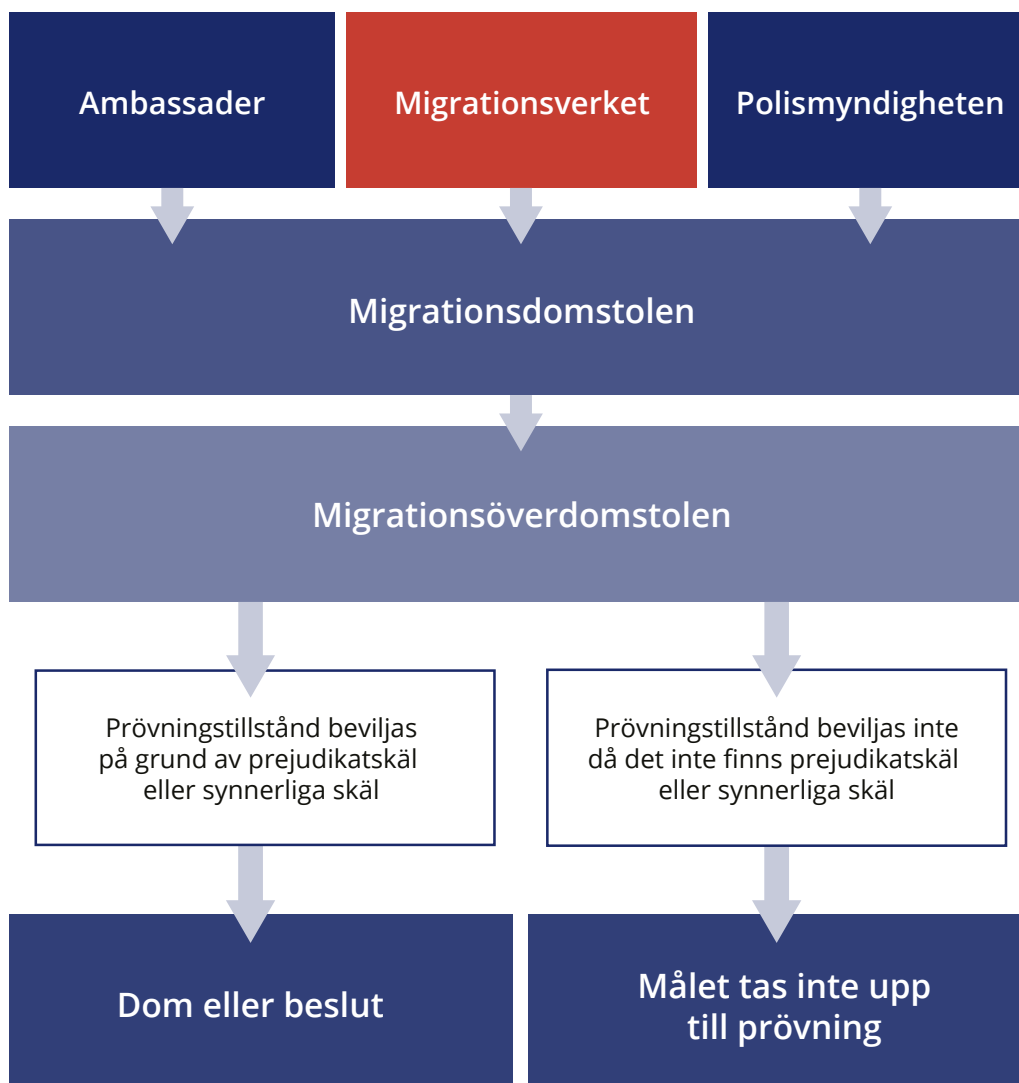 Ambassader
Migrationsverket
Polismyndigheten
Migrationsdomstolen
Migrationsöverdomstolen
Prövningstillstånd beviljas
på grund av prejudikatskäl
eller synnerliga skäl
Prövningstillstånd beviljas inte
då det inte finns prejudikatskäl
eller synnerliga skäl
Dom eller beslut
Målet tas inte upp
till prövning